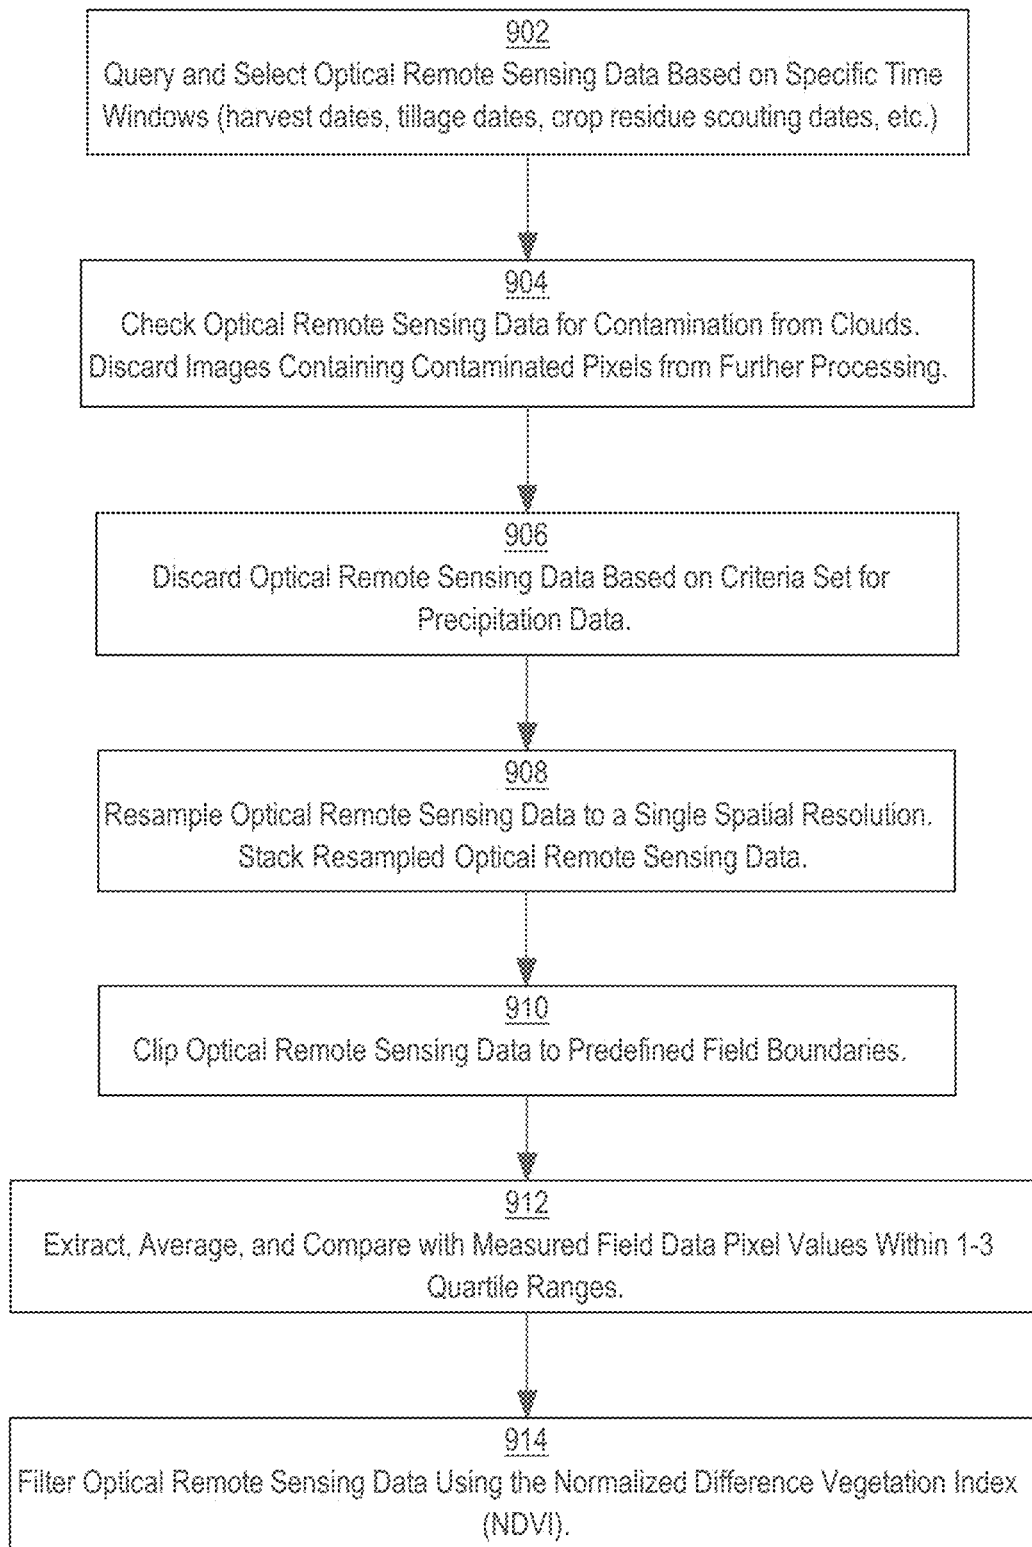 902
Query and Select Optical Remote Sensing Data Based on Specific Time
Windows (harvest dates, tillage dates, crop residue scouting dates, etc.)
904
Check Optical Remote Sensing Data for Contamination from Clouds.
Discard Images Containing Contaminated Pixels from Further Processing.
906
Discard Optical Remote Sensing Data Based on Criteria Set for
Precipitation Data.
908
Resample Optical Remote Sensing Data to a Single Spatial Resolution.
Stack Resampled Optical Remote Sensing Data.
910
Clip Optical Remote Sensing Data to Predefined Field Boundaries.
912
Extract, Average, and Compare with Measured Field Data Pixel Values Within 1-3
Quartile Ranges.
914
Filter Optical Remote Sensing Data Using the Normalized Difference Vegetation Index
(NDVI).